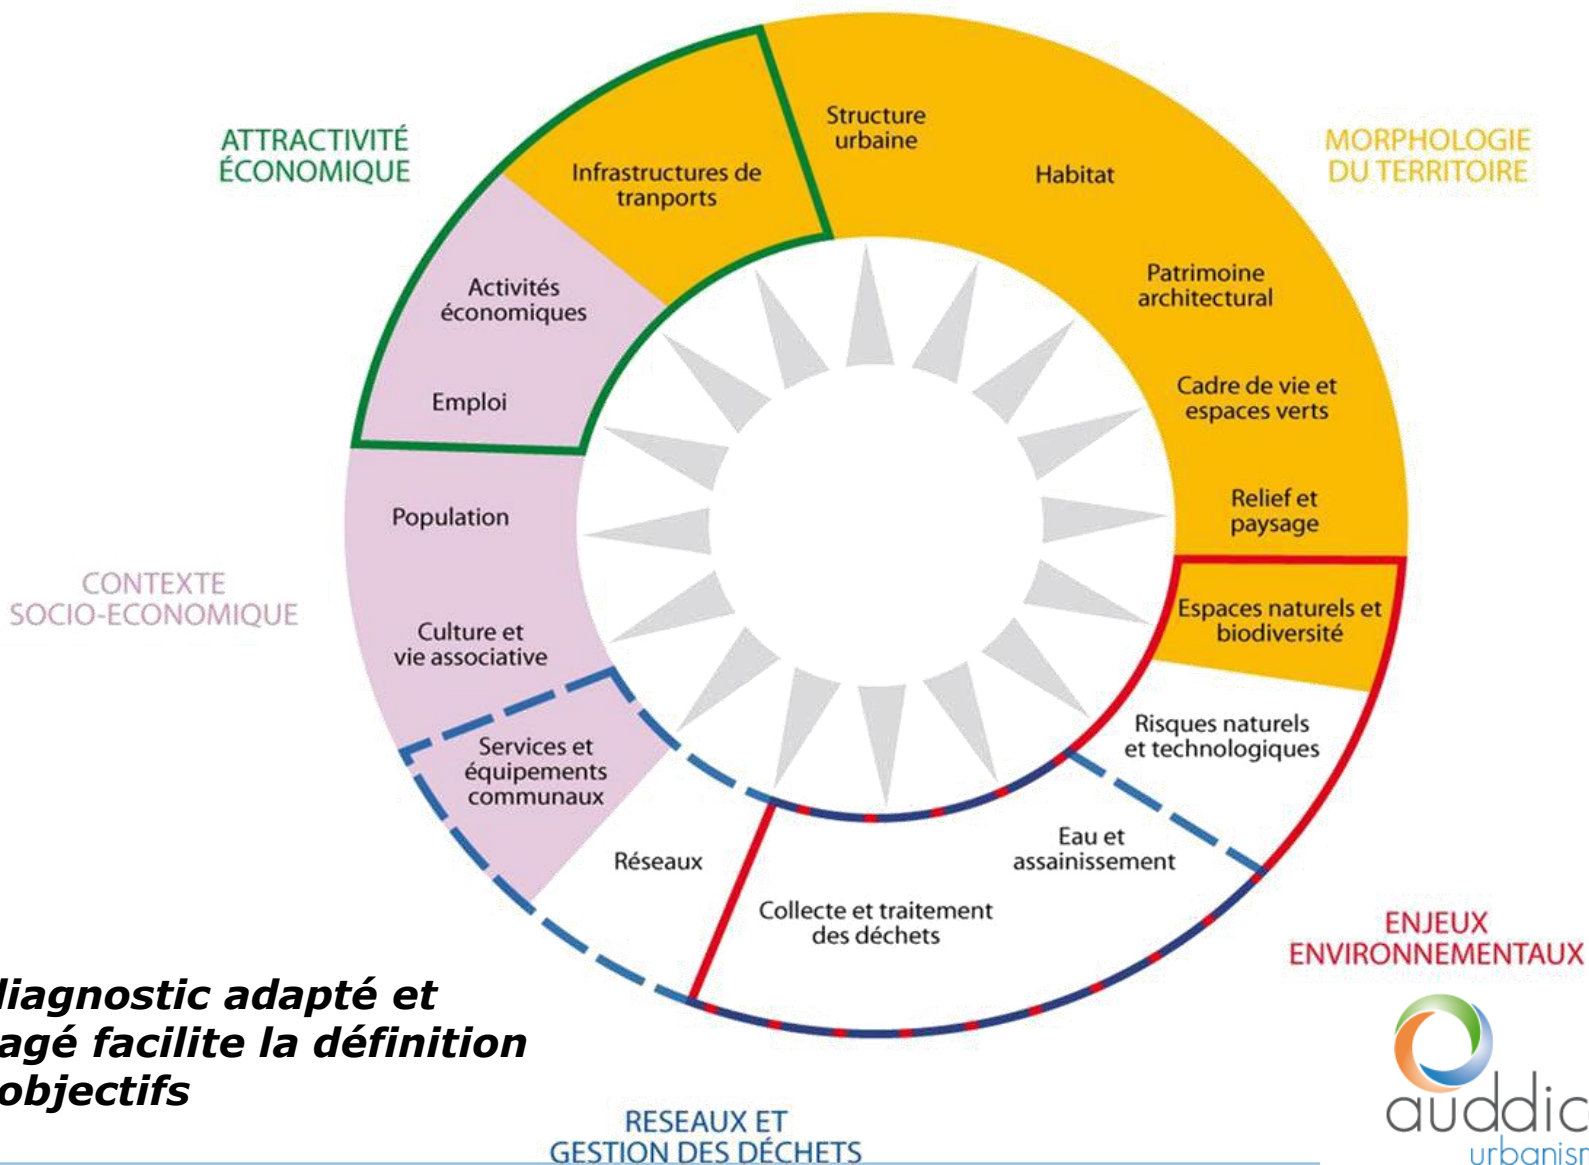 ATTRACTIVITÉ
ÉCONOMIQUE
MORPHOLOGIE
DU TERRITOIRE
Structure
urbaine
Infrastructures de
tranports
Habitat
Activités
économiques
Patrimoine
architectural
Emploi
Cadre de vie et
espaces verts
Population
Relief et
paysage
CONTEXTE
SOCIO-ECONOMIQUE
Espaces naturels et
biodiversité
Culture et
vie associative
Risques naturels
et technologiques
Services et
équipements
communaux
Eau et
assainissement
Réseaux
Collecte et traitement
des déchets
ENJEUX
ENVIRONNEMENTAUX
diagnostic adapté et
agé facilite la définition
objectifs
RESEAUX ET
GESTION DES DÉCHETS
auddic
urbanisr